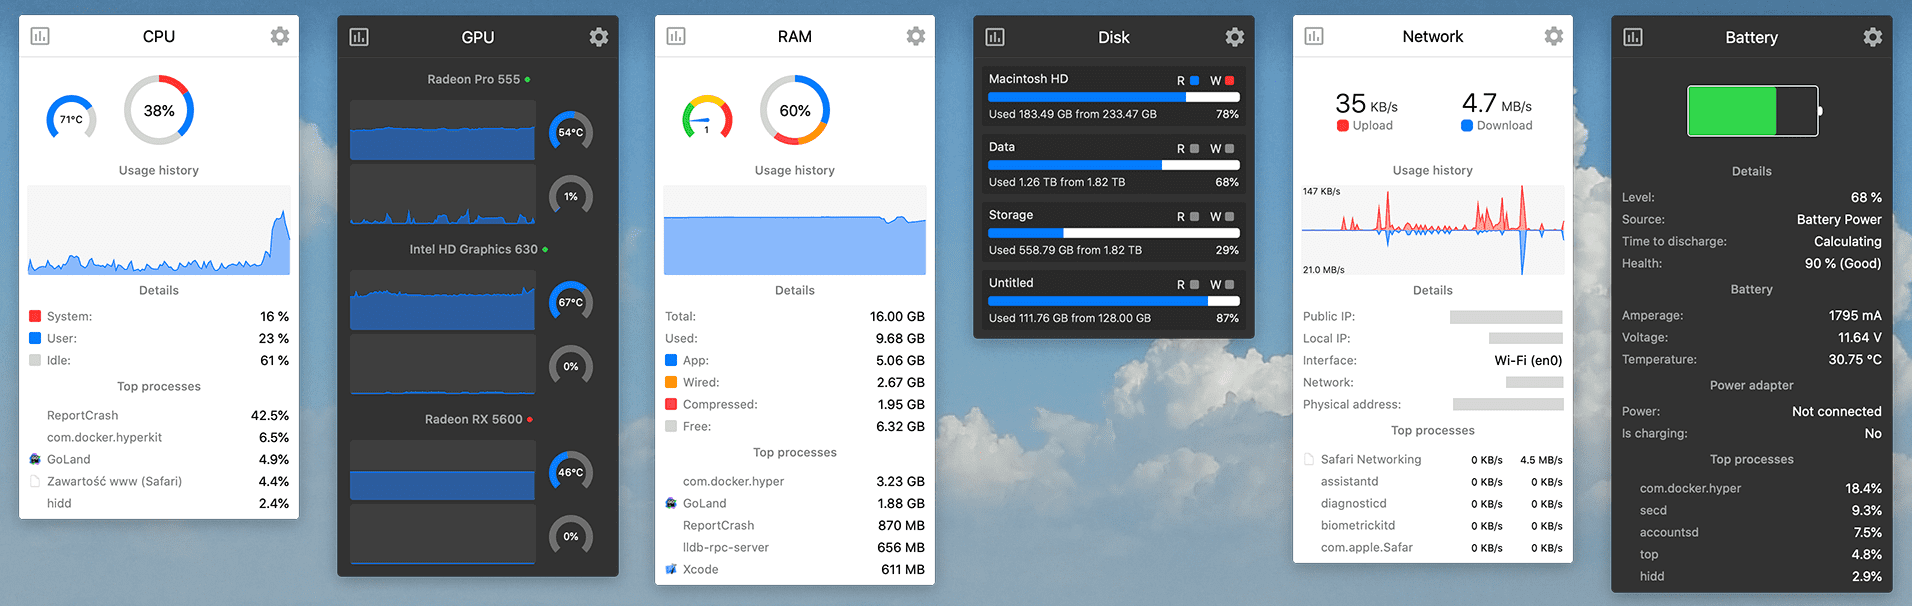 CPU
71°C
38%
Usage history
Details
System: 16 %
User: 23 %
Idle: 61 %
Top processes
ReportCrash 42.5%
com.docker.hyperkit 6.5%
GoLand 4.9%
Zawartość www (Safari) 4.4%
hidd 2.4%
GPU
Radeon Pro 555
54°C
1%
Intel HD Graphics 630
67°C
0%
Radeon RX 5600
46°C
0%
RAM
1
60%
Usage history
Details
Total: 16.00 GB
Used: 9.68 GB
App: 5.06 GB
Wired: 2.67 GB
Compressed: 1.95 GB
Free: 6.32 GB
Top processes
com.docker.hyper 3.23 GB
GoLand 1.88 GB
ReportCrash 870 MB
lldb-rpc-server 656 MB
Xcode 611 MB
Disk
Macintosh HD R W
Used 183.49 GB from 233.47 GB 78%
Data R W
Used 1.26 TB from 1.82 TB 68%
Storage R W
Used 558.79 GB from 1.82 TB 29%
Untitled R W
Used 111.76 GB from 128.00 GB 87%
Network
35 KB/s 4.7 MB/s
Upload Download
Usage history
147 KB/s
21.0 MB/s
Details
Public IP:
Local IP:
Interface: Wi-Fi (en0)
Network:
Physical address:
Top processes
Safari Networking 0 KB/s 4.5 MB/s
assistantd 0 KB/s 0 KB/s
diagnosticd 0 KB/s 0 KB/s
biometrickitd 0 KB/s 0 KB/s
com.apple.Safar 0 KB/s 0 KB/s
Battery
Details
Level: 68 %
Source: Battery Power
Time to discharge: Calculating
Health: 90 % (Good)
Battery
Amperage: 1795 mA
Voltage: 11.64 V
Temperature: 30.75 °C
Power adapter
Power: Not connected
Is charging: No
Top processes
com.docker.hyper 18.4%
secd 9.3%
accountsd 7.5%
top 4.8%
hidd 2.9%